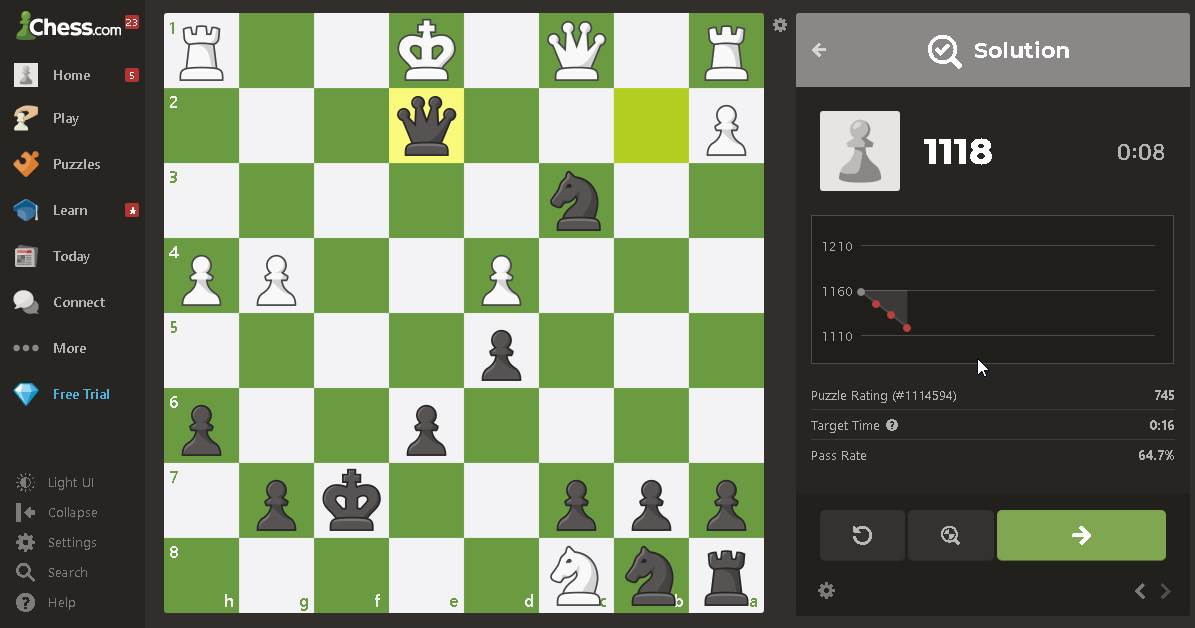 Chess.com 23
Home 5
Play
Puzzles
Learn
Today
Connect
More
Free Trial
Light UI
Collapse
Settings
Search
Help
1
2
3
4
5
6
7
8
h g f e d c b a
Solution
1118 0:08
1210
1160
1110
Puzzle Rating (#1114594) 745
Target Time ? 0:16
Pass Rate 64.7%